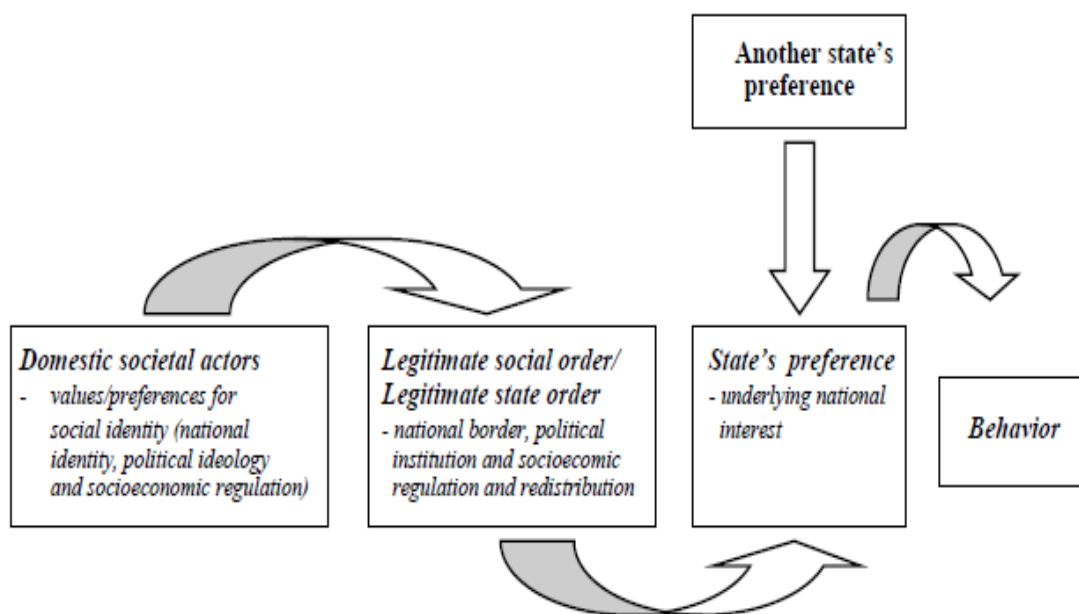 Another state's
preference
Domestic societal actors
- values/preferences for
social identity (national
identity, political ideology
and socioeconomic regulation)
Legitimate social order/
Legitimate state order
- national border, political
institution and socioecomic
regulation and redistribution
State's preference
- underlying national
interest
Behavior